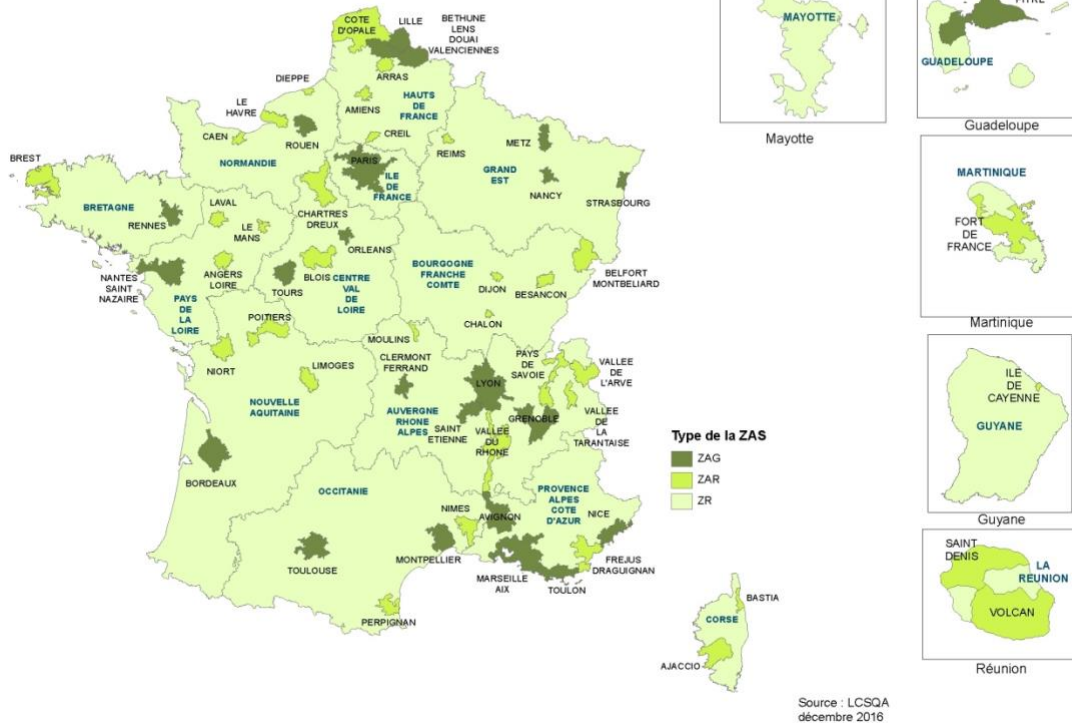 COTE
D'OPALE
LILLE
BETHUNE
LENS
DOUAI
VALENCIENNES
ARRAS
DIEPPE
AMIENS
HAUTS
DE
FRANCE
LE
HAVRE
CAEN
ROUEN
CREIL
REIMS
METZ
NORMANDIE
PARIS
ILE
DE
FRANCE
GRAND
EST
NANCY
STRASBOURG
BREST
BRETAGNE
RENNES
LAVAL
LE
MANS
CHARTRES
DREUX
ORLEANS
NANTES
SAINT
NAZAIRE
ANGERS
LOIRE
TOURS
BLOIS
CENTRE
VAL
DE
LOIRE
BOURGOGNE
FRANCHE
COMTE
DIJON
BESANCON
BELFORT
MONTBELIARD
PAYS
DE
LA
LOIRE
POITIERS
CHALON
MOULINS
NIORT
LIMOGES
CLERMONT
FERRAND
LYON
PAYS
DE
SAVOIE
VALLEE
DE
L'ARVE
NOUVELLE
AQUITAINE
AUVERGNE
RHONE
ALPES
SAINT
ETIENNE
VALLEE
DU
RHONE
GRENOBLE
VALLEE
DE
LA
TARANTAISE
BORDEAUX
OCCITANIE
PROVENCE
ALPES
COTE
D'AZUR
NICE
NIMES
AVIGNON
TOULOUSE
MONTPELLIER
MARSEILLE
AIX
TOULON
FREJUS
DRAGUIGNAN
PERPIGNAN
CORSE
BASTIA
AJACCIO
Type de la ZAS
ZAG
ZAR
ZR
MAYOTTE
Mayotte
GUADELOUPE
Guadeloupe
MARTINIQUE
FORT
DE
FRANCE
Martinique
ILE
DE
CAYENNE
GUYANE
Guyane
SAINT
DENIS
LA
REUNION
VOLCAN
Réunion
Source : LCSQA
décembre 2016